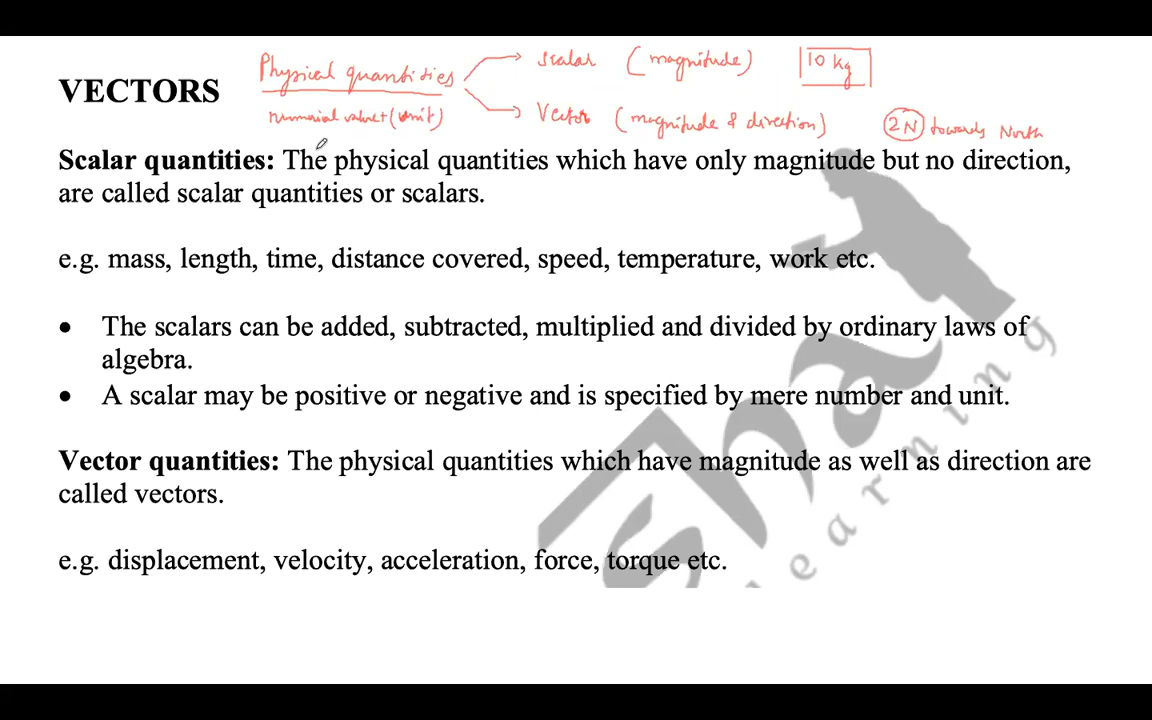 Physical quantities
scalar (magnitude) 10 kg
VECTORS
numerial value + (unit)
Vector (magnitude & direction) 2N towards North
Scalar quantities: The physical quantities which have only magnitude but no direction,
are called scalar quantities or scalars.
e.g. mass, length, time, distance covered, speed, temperature, work etc.
• The scalars can be added, subtracted, multiplied and divided by ordinary laws of
algebra.
• A scalar may be positive or negative and is specified by mere number and unit.
Vector quantities: The physical quantities which have magnitude as well as direction are
called vectors.
e.g. displacement, velocity, acceleration, force, torque etc.
Sha
Learning